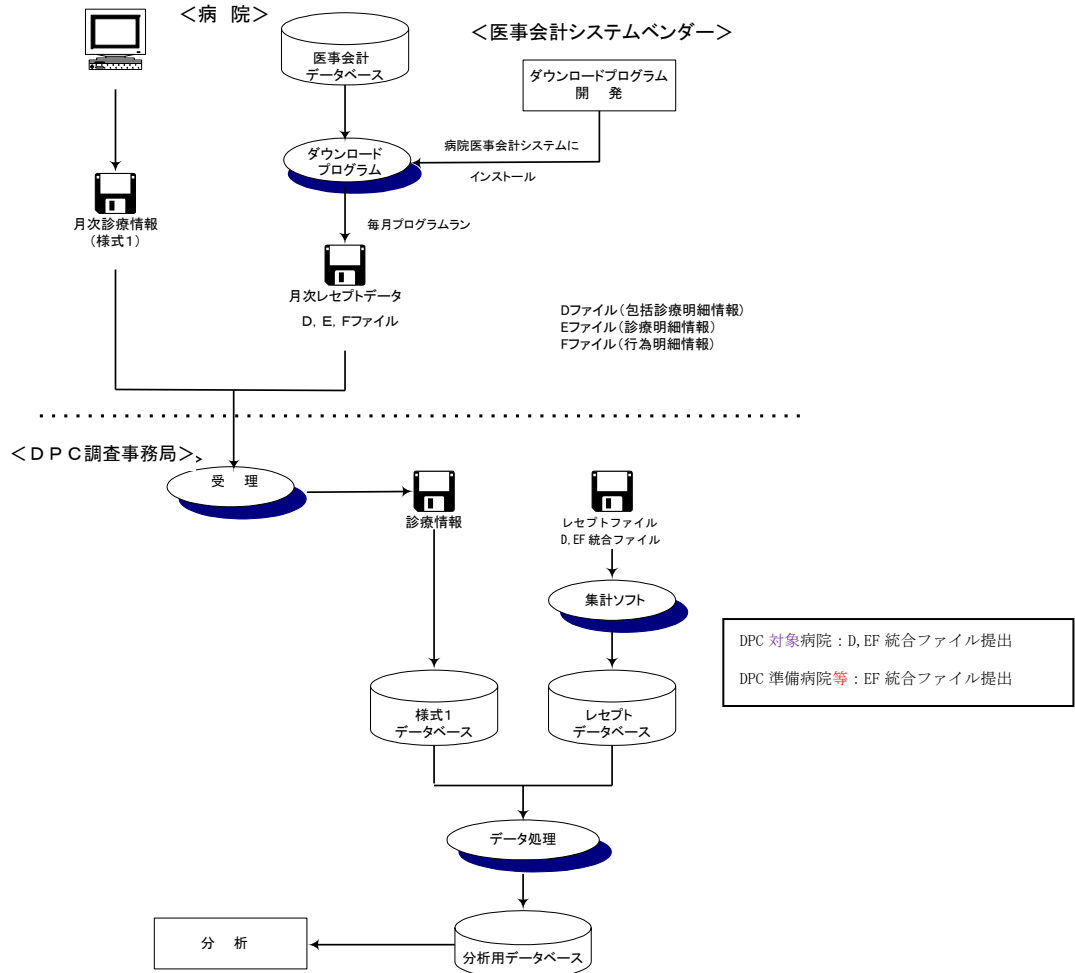 ＜病 院＞
＜医事会計システムベンダー＞
医事会計
データベース
ダウンロードプログラム
開 発
病院医事会計システムに
インストール
ダウンロード
プログラム
月次診療情報
（様式１）
毎月プログラムラン
月次レセプトデータ
Ｄ，Ｅ，Ｆファイル
Dファイル（包括診療明細情報）
Eファイル（診療明細情報）
Fファイル（行為明細情報）
＜ＤＰＣ調査事務局＞
受 理
診療情報
レセプトファイル
D,EF 統合ファイル
集計ソフト
DPC 対象病院：D,EF 統合ファイル提出
DPC 準備病院等：EF 統合ファイル提出
様式１
データベース
レセプト
データベース
データ処理
分 析
分析用データベース